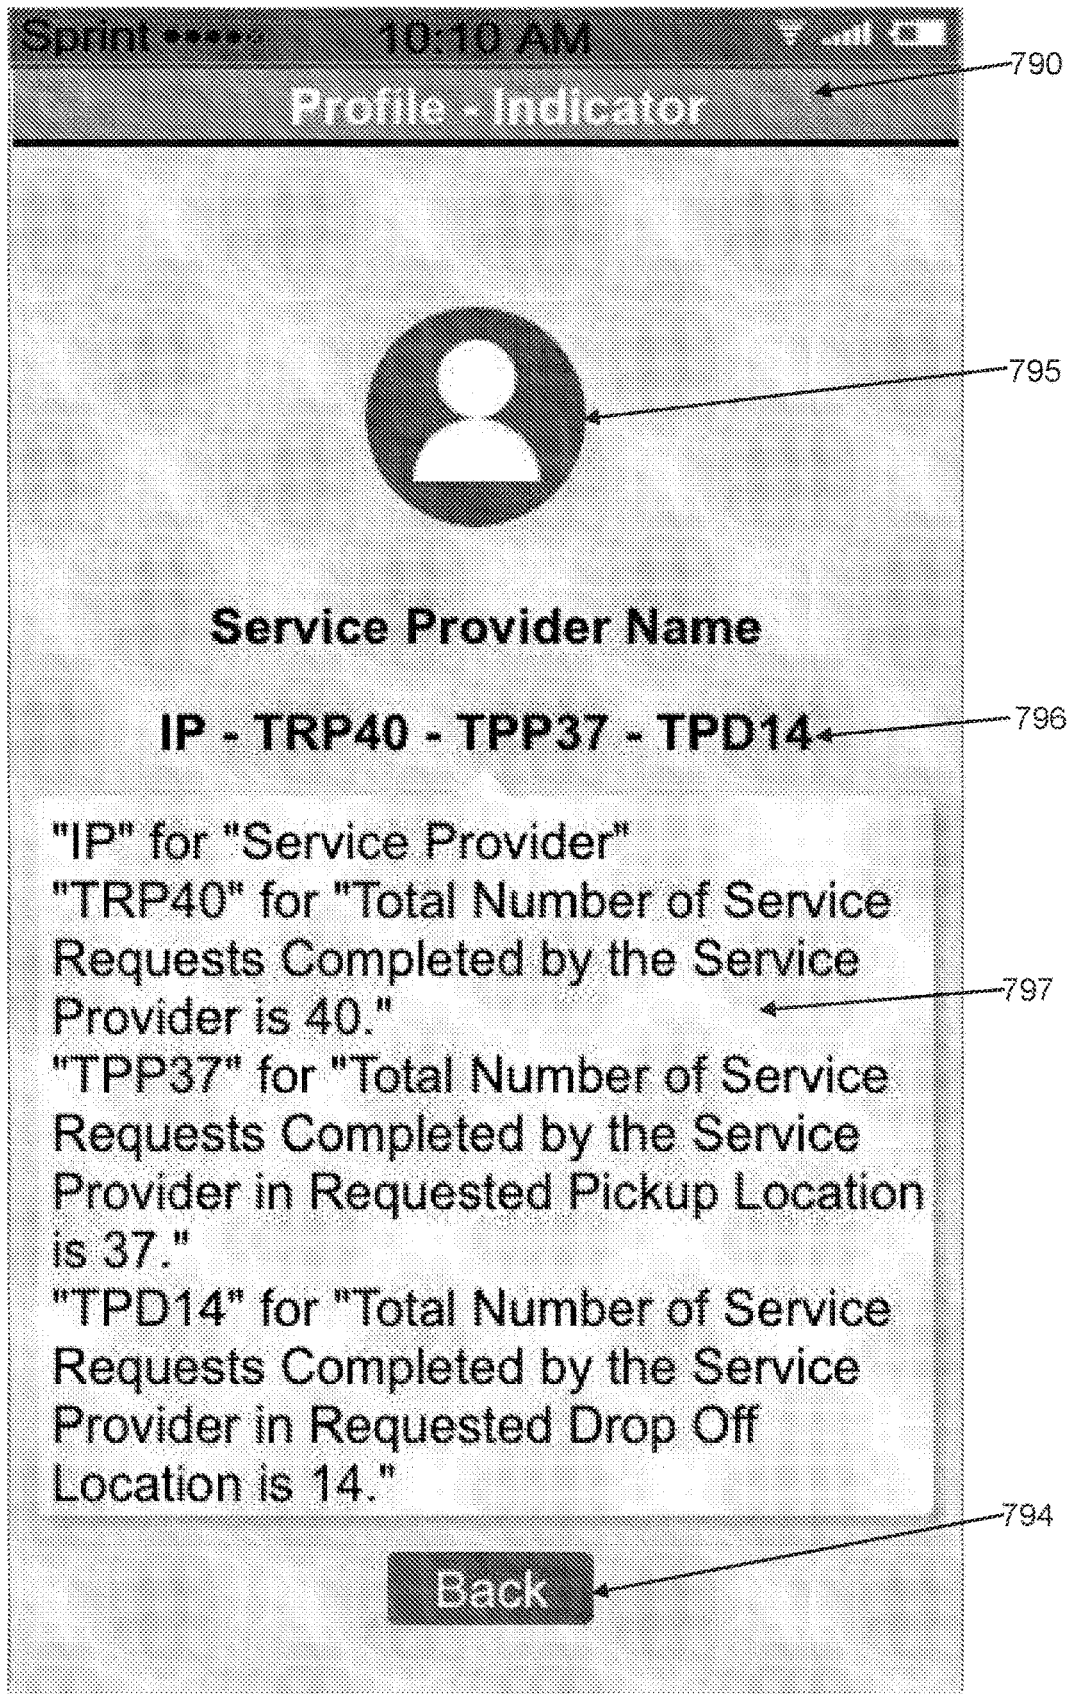 Sprint 10:10 AM
790
Profile - Indicator
795
Service Provider Name
IP - TRP40 - TPP37 - TPD14
796
"IP" for "Service Provider"
"TRP40" for "Total Number of Service
Requests Completed by the Service
Provider is 40."
797
"TPP37" for "Total Number of Service
Requests Completed by the Service
Provider in Requested Pickup Location
is 37."
"TPD14" for "Total Number of Service
Requests Completed by the Service
Provider in Requested Drop Off
Location is 14."
794
Back